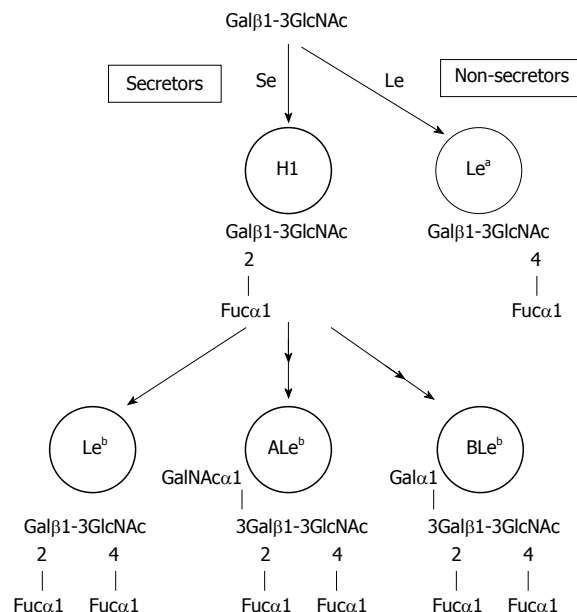 Galβ1-3GlcNAc
Secretors
Se
Le
Non-secretors
H1
Leᵃ
Galβ1-3GlcNAc
Galβ1-3GlcNAc
2
4
Fucα1
Fucα1
Leᵇ
ALeᵇ
BLeᵇ
GalNAcα1
Galα1
Galβ1-3GlcNAc
3Galβ1-3GlcNAc
3Galβ1-3GlcNAc
2 4
2 4
2 4
Fucα1 Fucα1
Fucα1 Fucα1
Fucα1 Fucα1